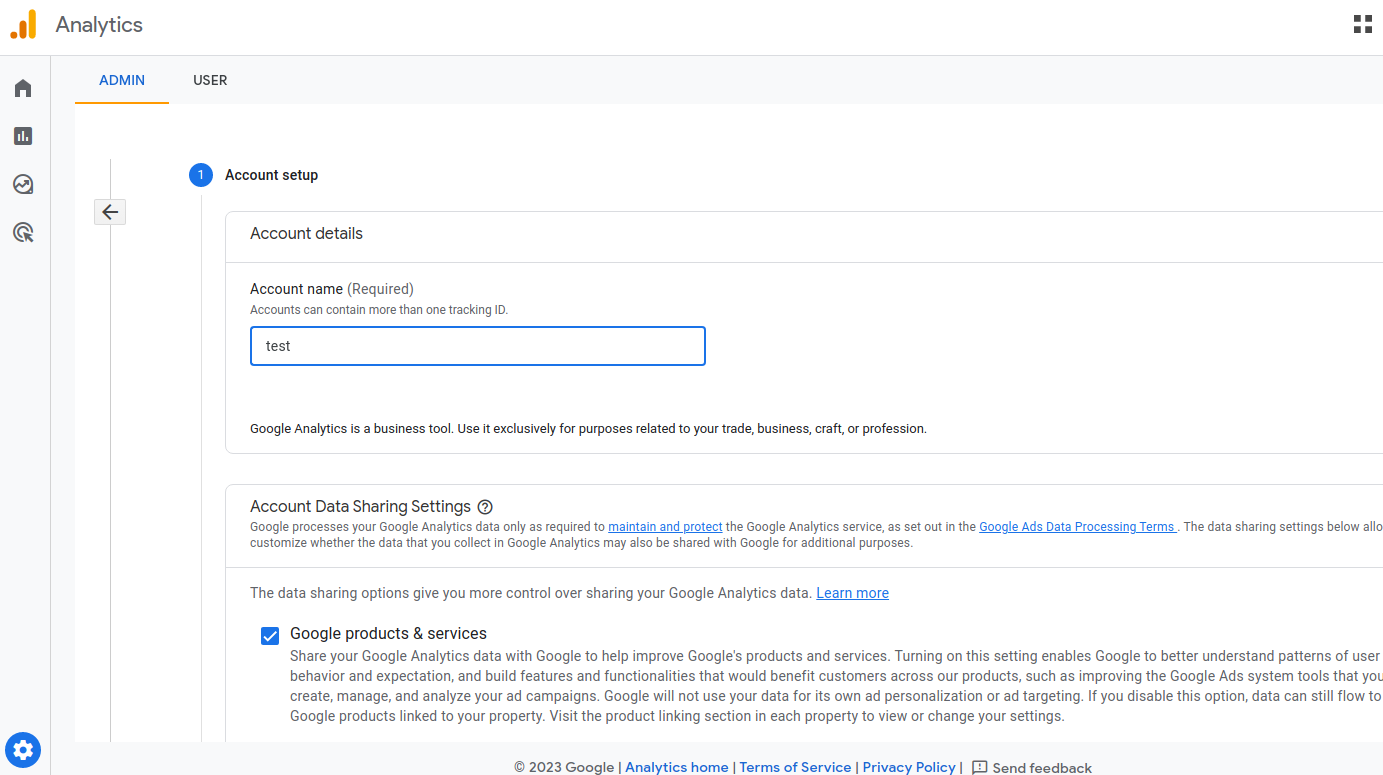 Analytics
ADMIN USER
1 Account setup
Account details
Account name (Required)
Accounts can contain more than one tracking ID.
test
Google Analytics is a business tool. Use it exclusively for purposes related to your trade, business, craft, or profession.
Account Data Sharing Settings
Google processes your Google Analytics data only as required to maintain and protect the Google Analytics service, as set out in the Google Ads Data Processing Terms . The data sharing settings below allo
customize whether the data that you collect in Google Analytics may also be shared with Google for additional purposes.
The data sharing options give you more control over sharing your Google Analytics data. Learn more
Google products & services
Share your Google Analytics data with Google to help improve Google's products and services. Turning on this setting enables Google to better understand patterns of user
behavior and expectation, and build features and functionalities that would benefit customers across our products, such as improving the Google Ads system tools that you
create, manage, and analyze your ad campaigns. Google will not use your data for its own ad personalization or ad targeting. If you disable this option, data can still flow to
Google products linked to your property. Visit the product linking section in each property to view or change your settings.
© 2023 Google | Analytics home | Terms of Service | Privacy Policy | Send feedback